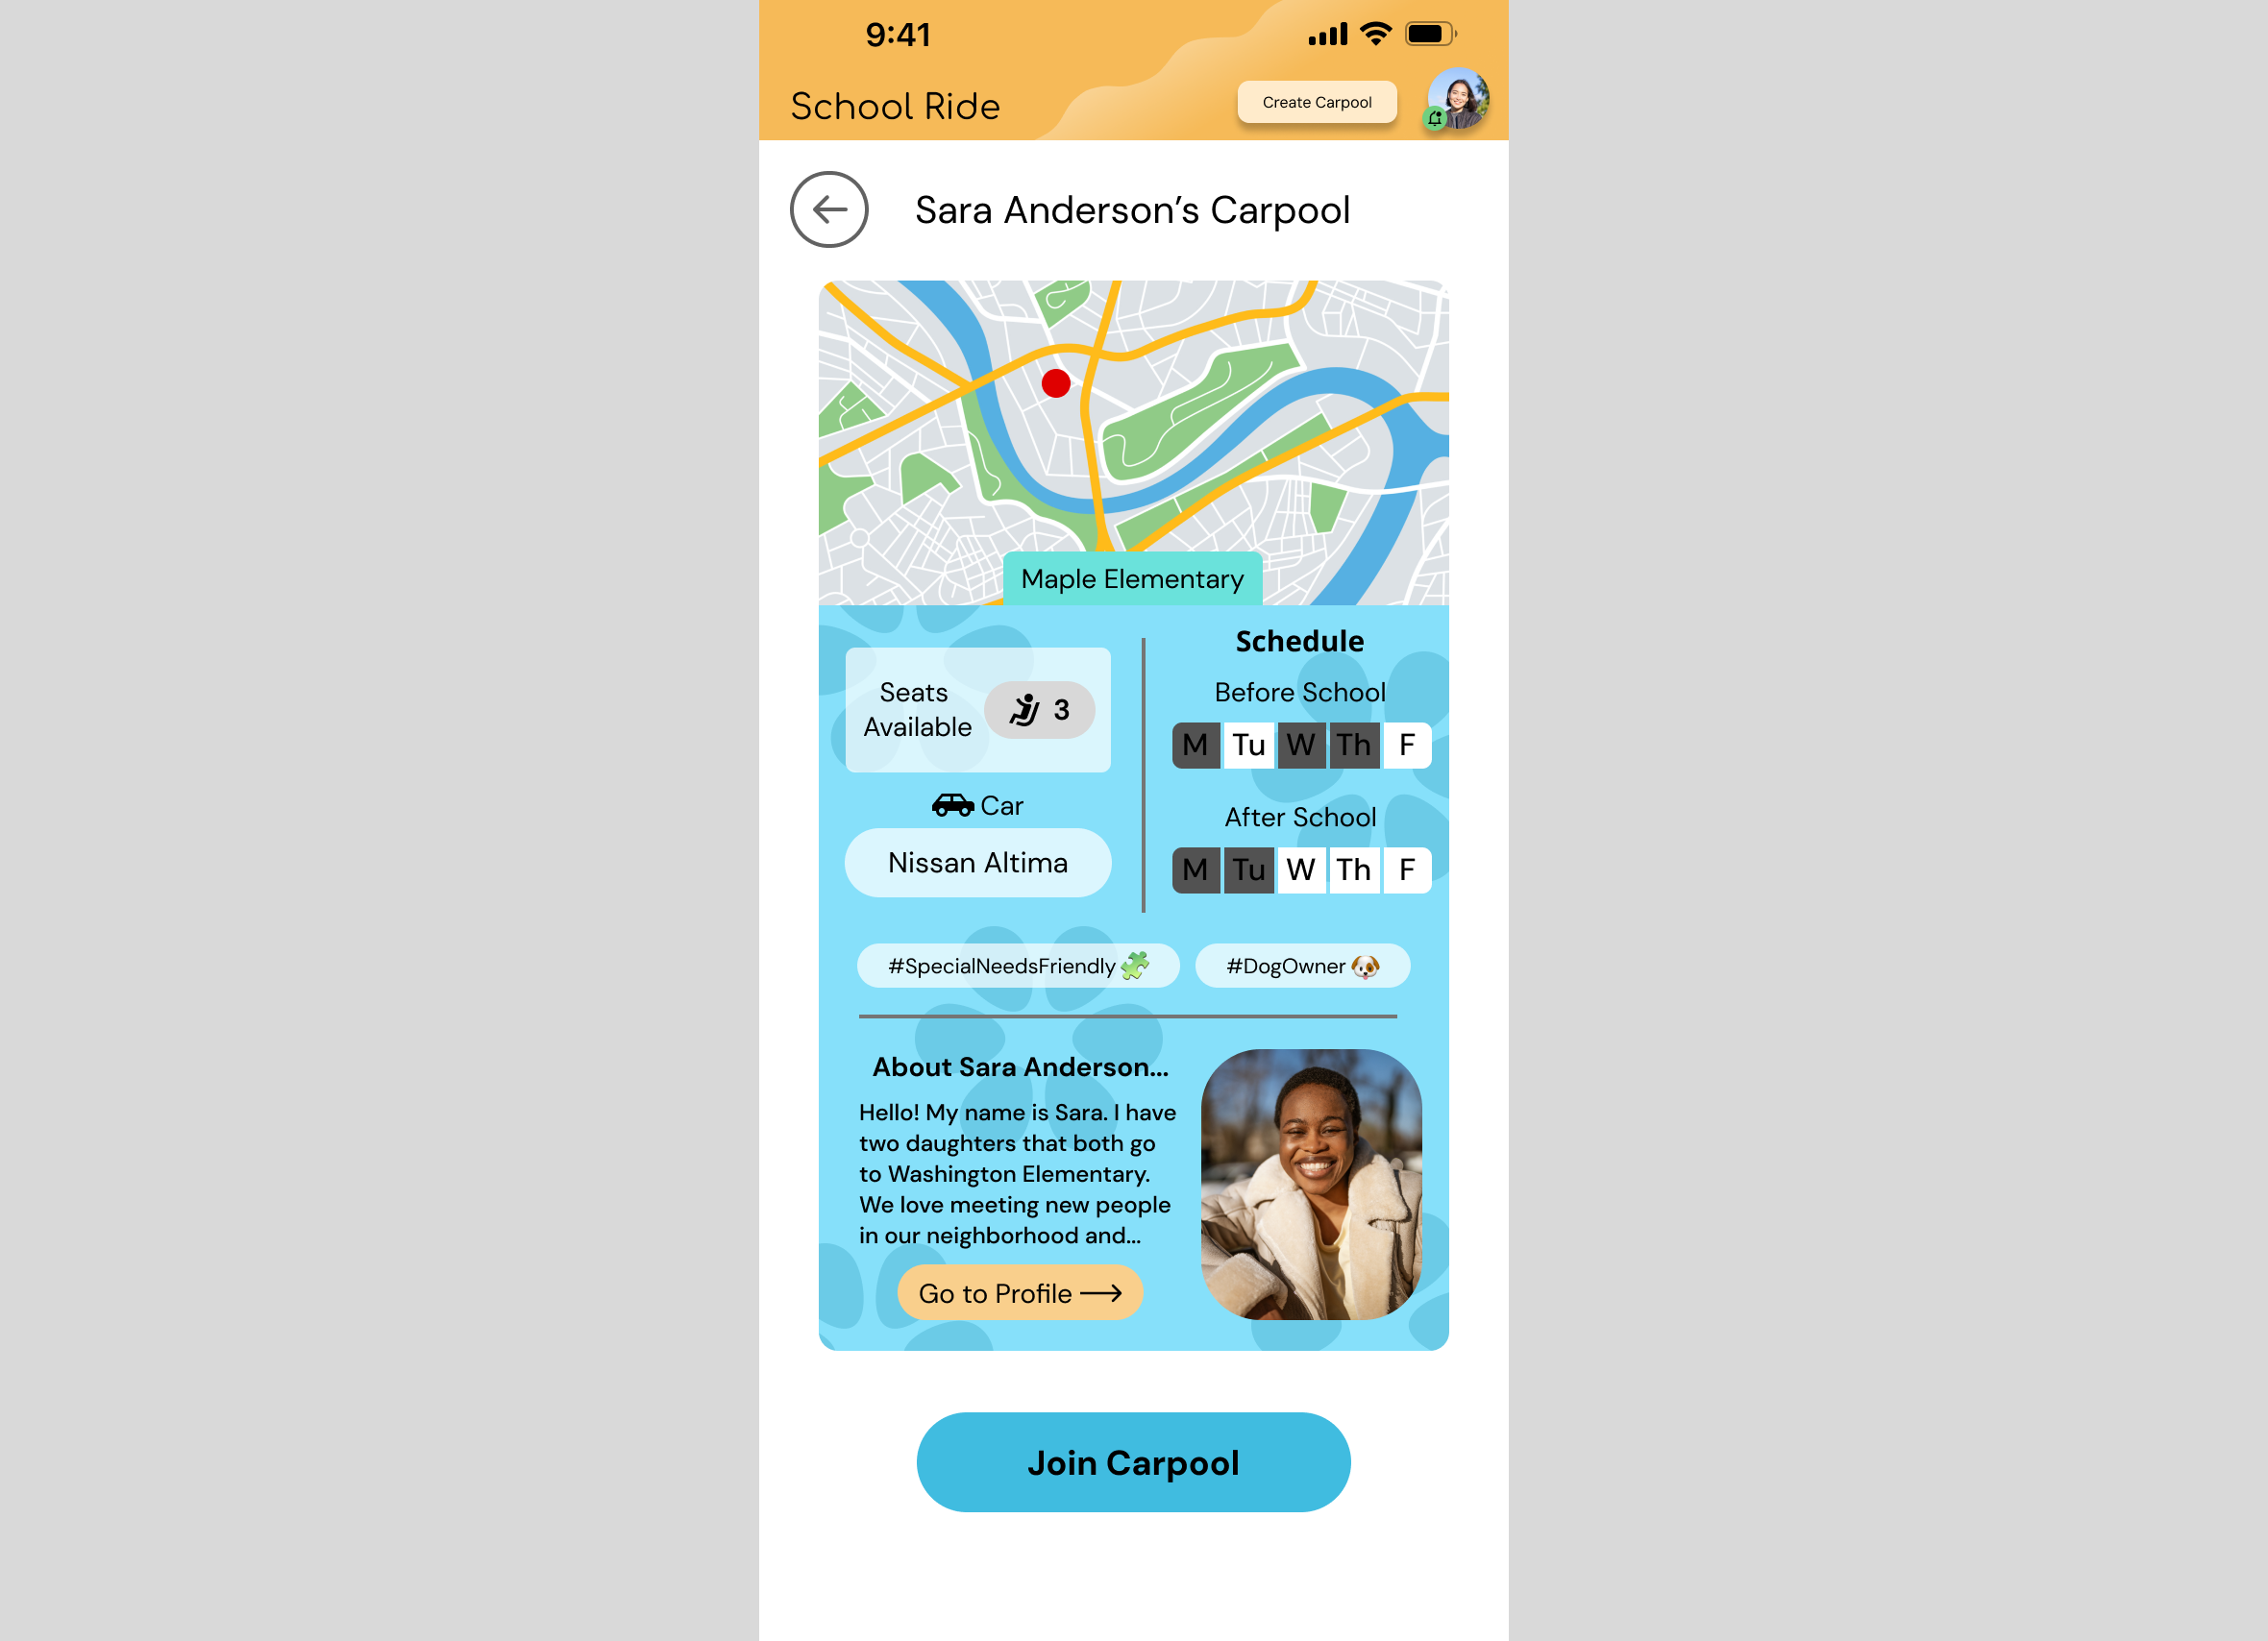 9:41
School Ride
Create Carpool
Sara Anderson’s Carpool
Maple Elementary
Seats
Available
3
Car
Nissan Altima
Schedule
Before School
M Tu W Th F
After School
M Tu W Th F
#SpecialNeedsFriendly
#DogOwner
About Sara Anderson...
Hello! My name is Sara. I have
two daughters that both go
to Washington Elementary.
We love meeting new people
in our neighborhood and...
Go to Profile
Join Carpool